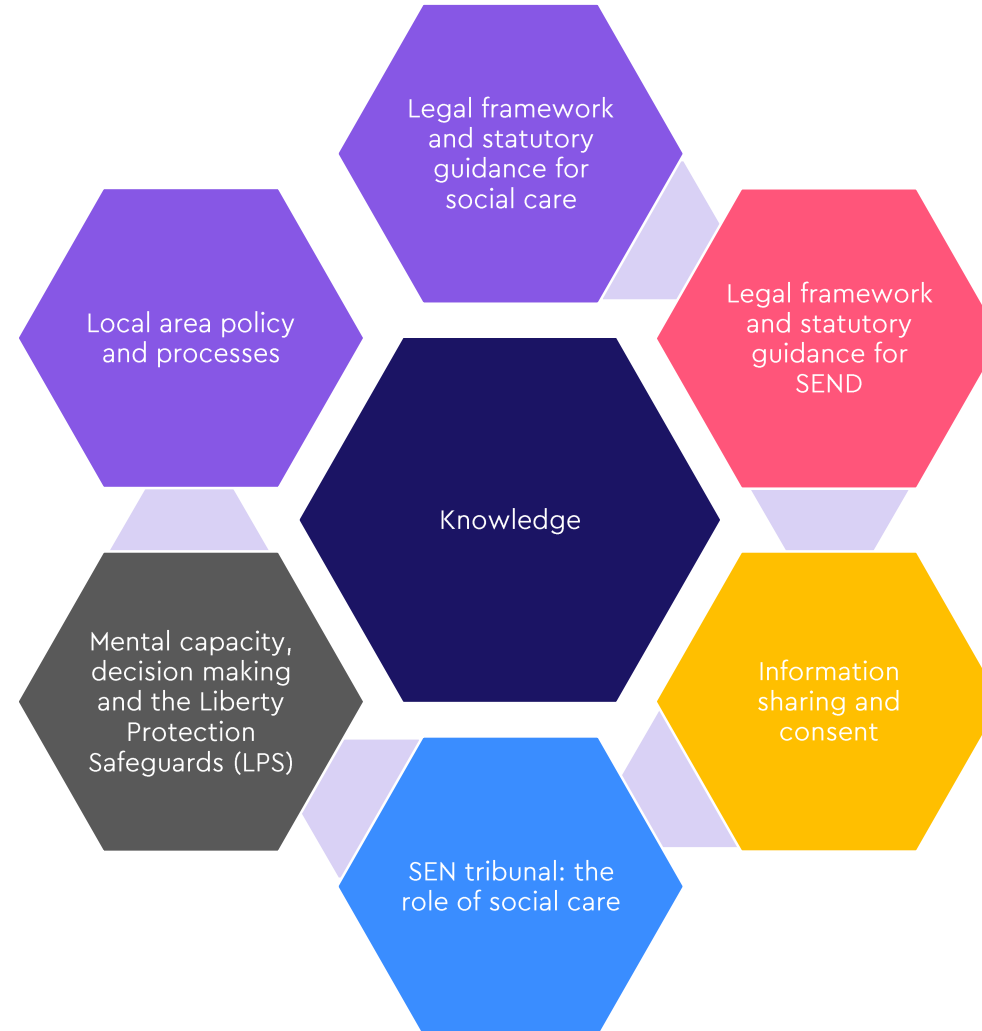 Legal framework
and statutory
guidance for
social care
Legal framework
and statutory
guidance for
SEND
Information
sharing and
consent
SEN tribunal: the
role of social care
Mental capacity,
decision making
and the Liberty
Protection
Safeguards (LPS)
Local area policy
and processes
Knowledge